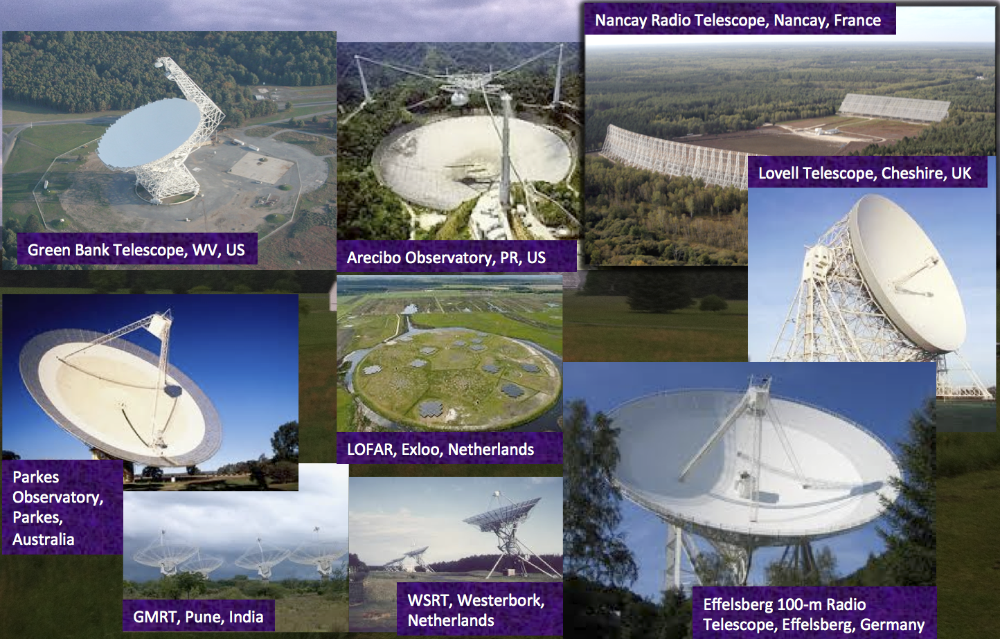 Nancay Radio Telescope, Nancay, France
Lovell Telescope, Cheshire, UK
Green Bank Telescope, WV, US
Arecibo Observatory, PR, US
LOFAR, Exloo, Netherlands
Parkes
Observatory,
Parkes,
Australia
GMRT, Pune, India
WSRT, Westerbork,
Netherlands
Effelsberg 100-m Radio
Telescope, Effelsberg, Germany